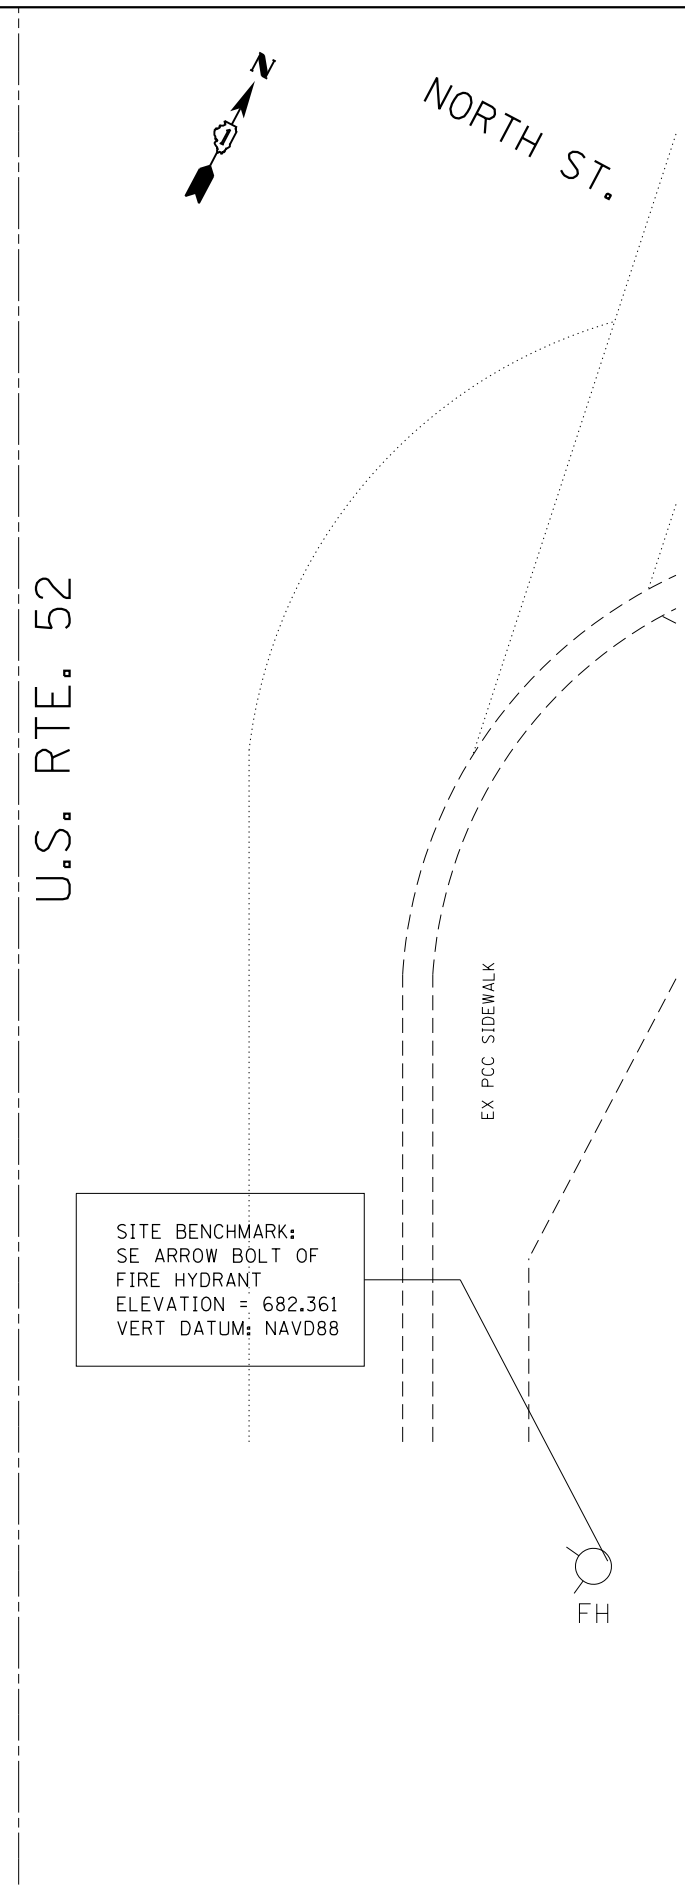 N
NORTH ST.
U.S. RTE. 52
EX PCC SIDEWALK
SITE BENCHMARK:
SE ARROW BOLT OF
FIRE HYDRANT
ELEVATION = 682.361
VERT DATUM: NAVD88
FH